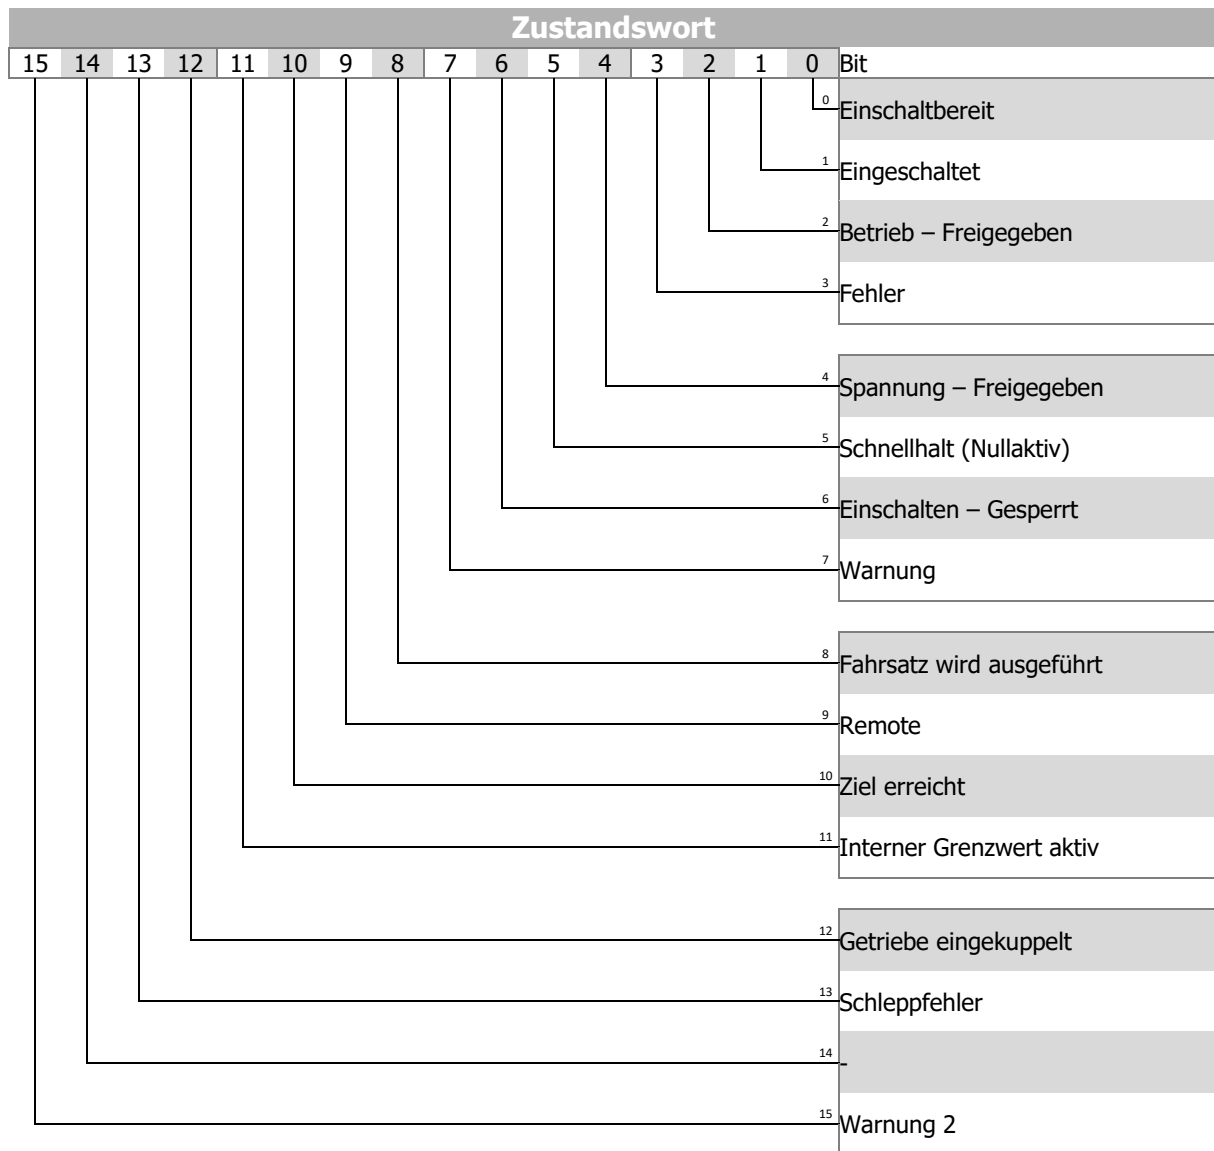 Zustandswort
15 14 13 12 11 10 9 8 7 6 5 4 3 2 1 0 Bit
0 Einschaltbereit
1 Eingeschaltet
2 Betrieb – Freigegeben
3 Fehler
4 Spannung – Freigegeben
5 Schnellhalt (Nullaktiv)
6 Einschalten – Gesperrt
7 Warnung
8 Fahrsatz wird ausgeführt
9 Remote
10 Ziel erreicht
11 Interner Grenzwert aktiv
12 Getriebe eingekuppelt
13 Schleppfehler
14 -
15 Warnung 2